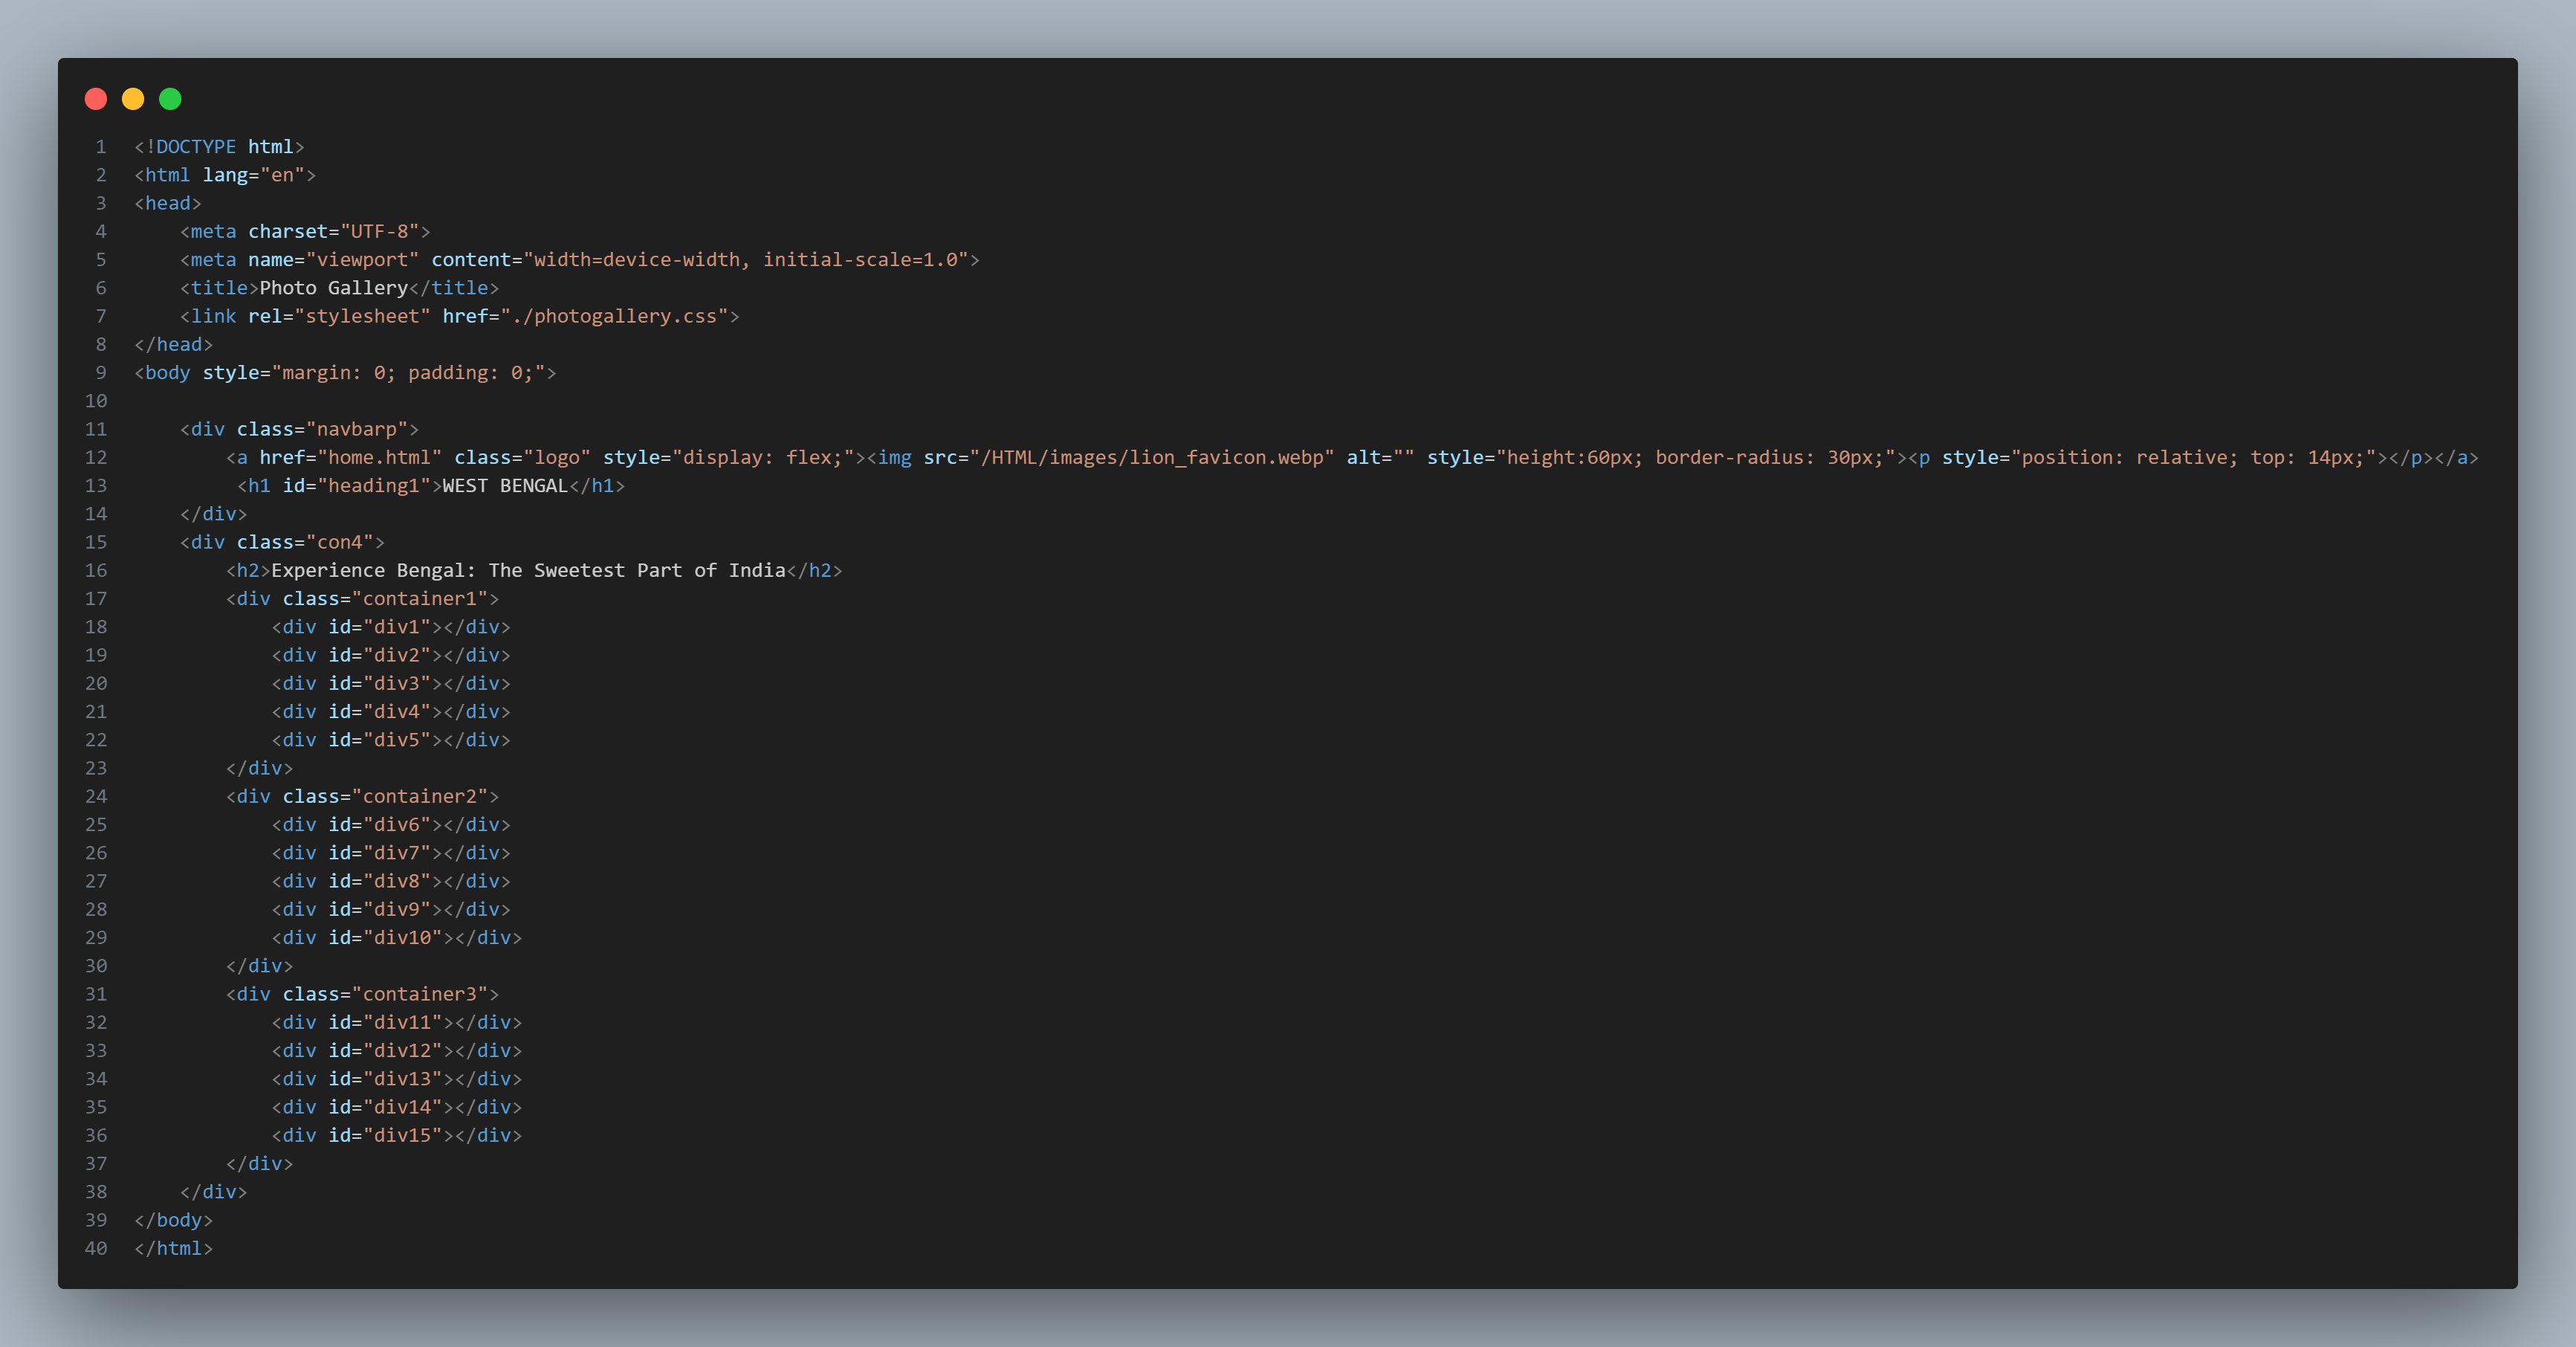 1 <!DOCTYPE html>
2 <html lang="en">
3 <head>
4     <meta charset="UTF-8">
5     <meta name="viewport" content="width=device-width, initial-scale=1.0">
6     <title>Photo Gallery</title>
7     <link rel="stylesheet" href="./photogallery.css">
8 </head>
9 <body style="margin: 0; padding: 0;">
10
11     <div class="navbarp">
12         <a href="home.html" class="logo" style="display: flex;"><img src="/HTML/images/lion_favicon.webp" alt="" style="height:60px; border-radius: 30px;"><p style="position: relative; top: 14px;"></p></a>
13          <h1 id="heading1">WEST BENGAL</h1>
14     </div>
15     <div class="con4">
16         <h2>Experience Bengal: The Sweetest Part of India</h2>
17         <div class="container1">
18             <div id="div1"></div>
19             <div id="div2"></div>
20             <div id="div3"></div>
21             <div id="div4"></div>
22             <div id="div5"></div>
23         </div>
24         <div class="container2">
25             <div id="div6"></div>
26             <div id="div7"></div>
27             <div id="div8"></div>
28             <div id="div9"></div>
29             <div id="div10"></div>
30         </div>
31         <div class="container3">
32             <div id="div11"></div>
33             <div id="div12"></div>
34             <div id="div13"></div>
35             <div id="div14"></div>
36             <div id="div15"></div>
37         </div>
38     </div>
39 </body>
40 </html>